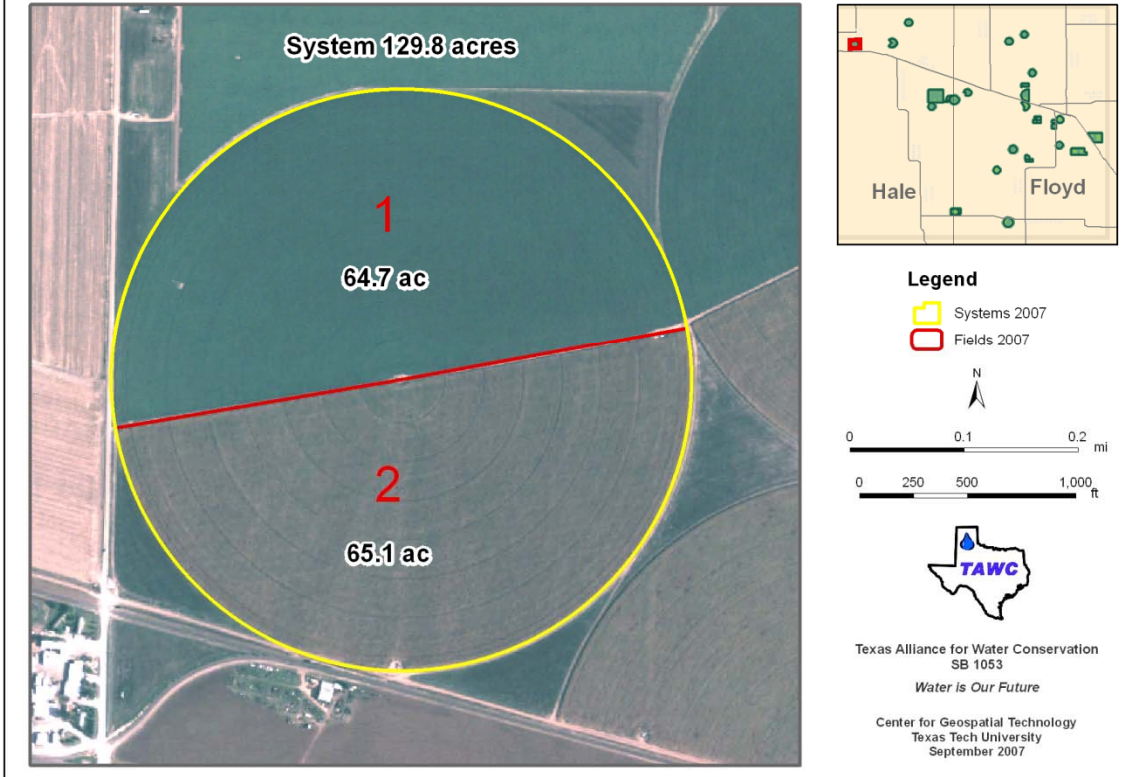 System 129.8 acres
1
64.7 ac
2
65.1 ac
Hale
Floyd
Legend
Systems 2007
Fields 2007
N
0 0.1 0.2
mi
0 250 500 1,000
ft
TAWC
Texas Alliance for Water Conservation
SB 1053
Water is Our Future
Center for Geospatial Technology
Texas Tech University
September 2007